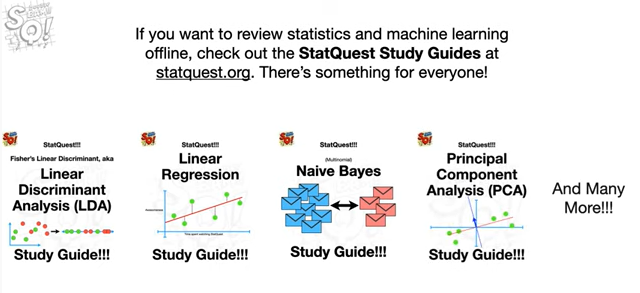 If you want to review statistics and machine learning
offline, check out the StatQuest Study Guides at
statquest.org. There's something for everyone!
StatQuest!!!
Fisher's Linear Discriminant, aka
Linear
Discriminant
Analysis (LDA)
Study Guide!!!
StatQuest!!!
Linear
Regression
Study Guide!!!
StatQuest!!!
(Multinomial)
Naive Bayes
Study Guide!!!
StatQuest!!!
Principal
Component
Analysis (PCA)
Study Guide!!!
And Many
More!!!